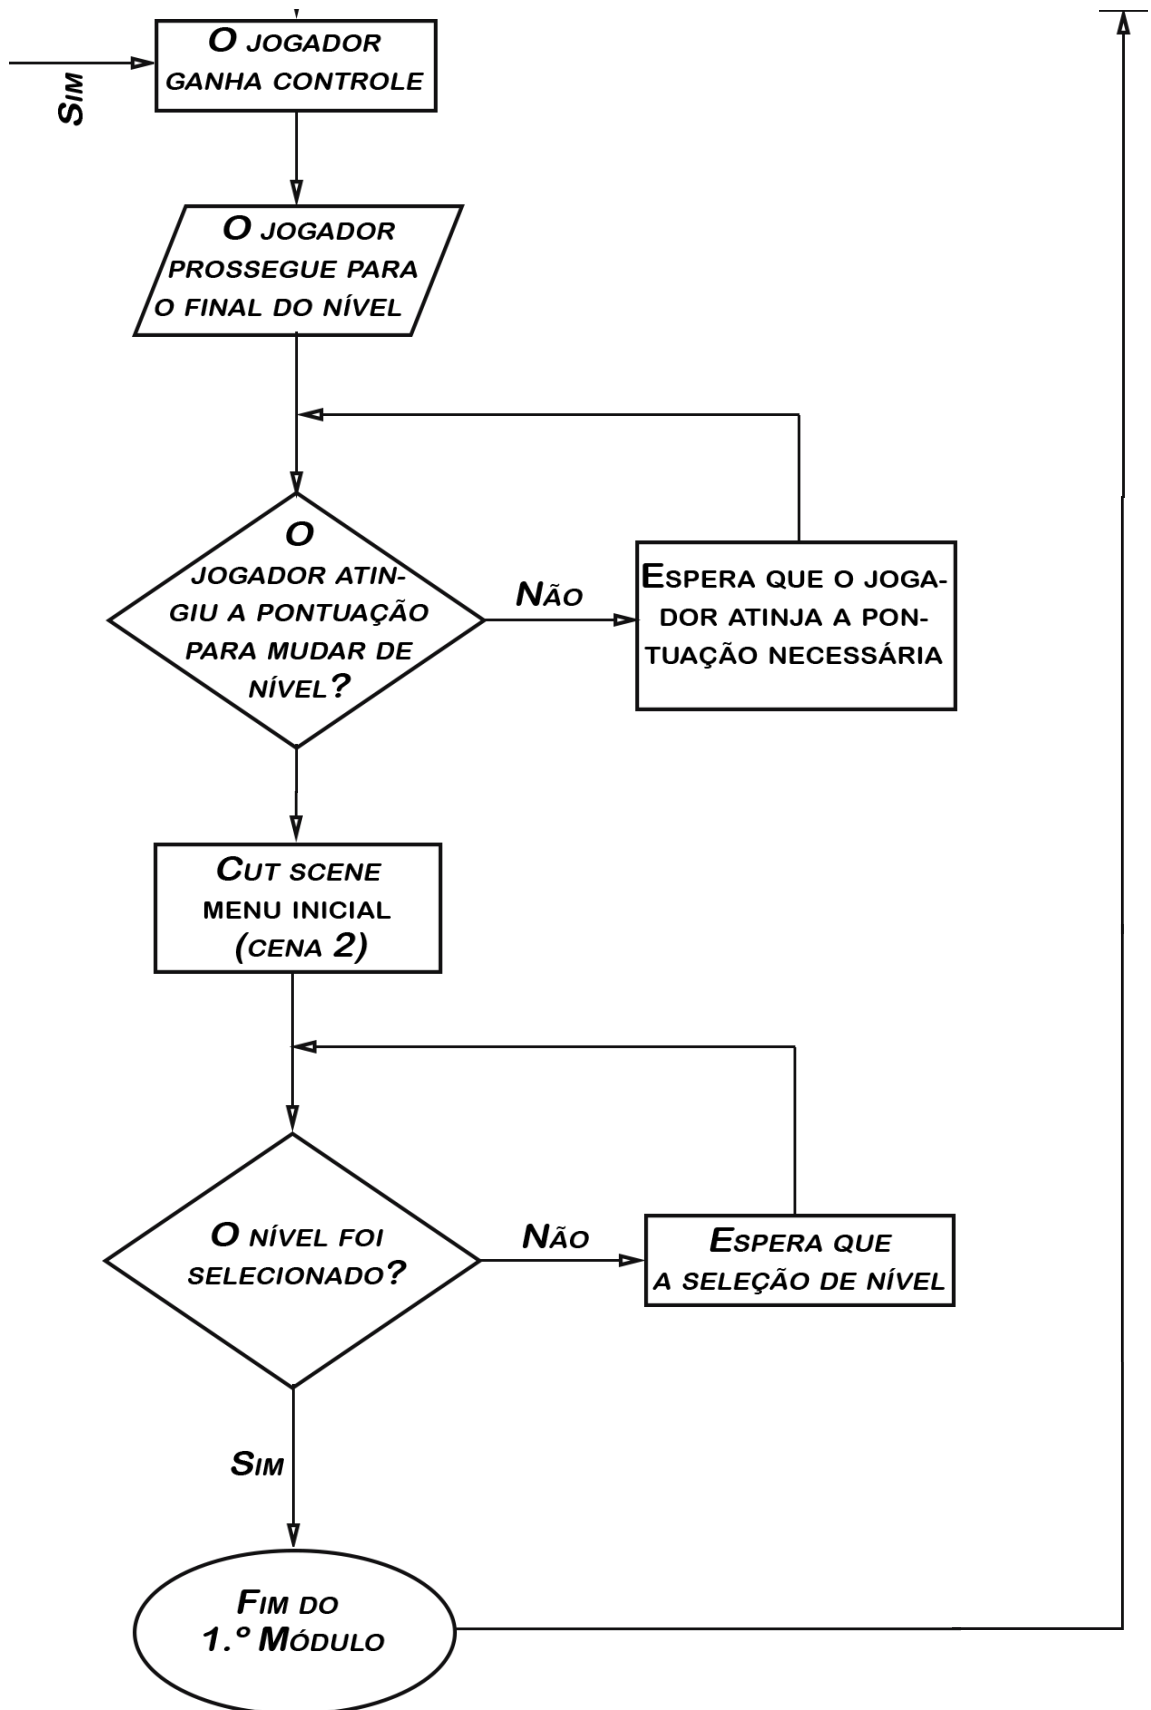 O JOGADOR
GANHA CONTROLE
SIM
O JOGADOR
PROSSEGUE PARA
O FINAL DO NÍVEL
O
JOGADOR ATIN-
GIU A PONTUAÇÃO
PARA MUDAR DE
NÍVEL?
NÃO
ESPERA QUE O JOGA-
DOR ATINJA A PON-
TUAÇÃO NECESSÁRIA
CUT SCENE
MENU INICIAL
(CENA 2)
O NÍVEL FOI
SELECIONADO?
NÃO
ESPERA QUE
A SELEÇÃO DE NÍVEL
SIM
FIM DO
1.º MÓDULO